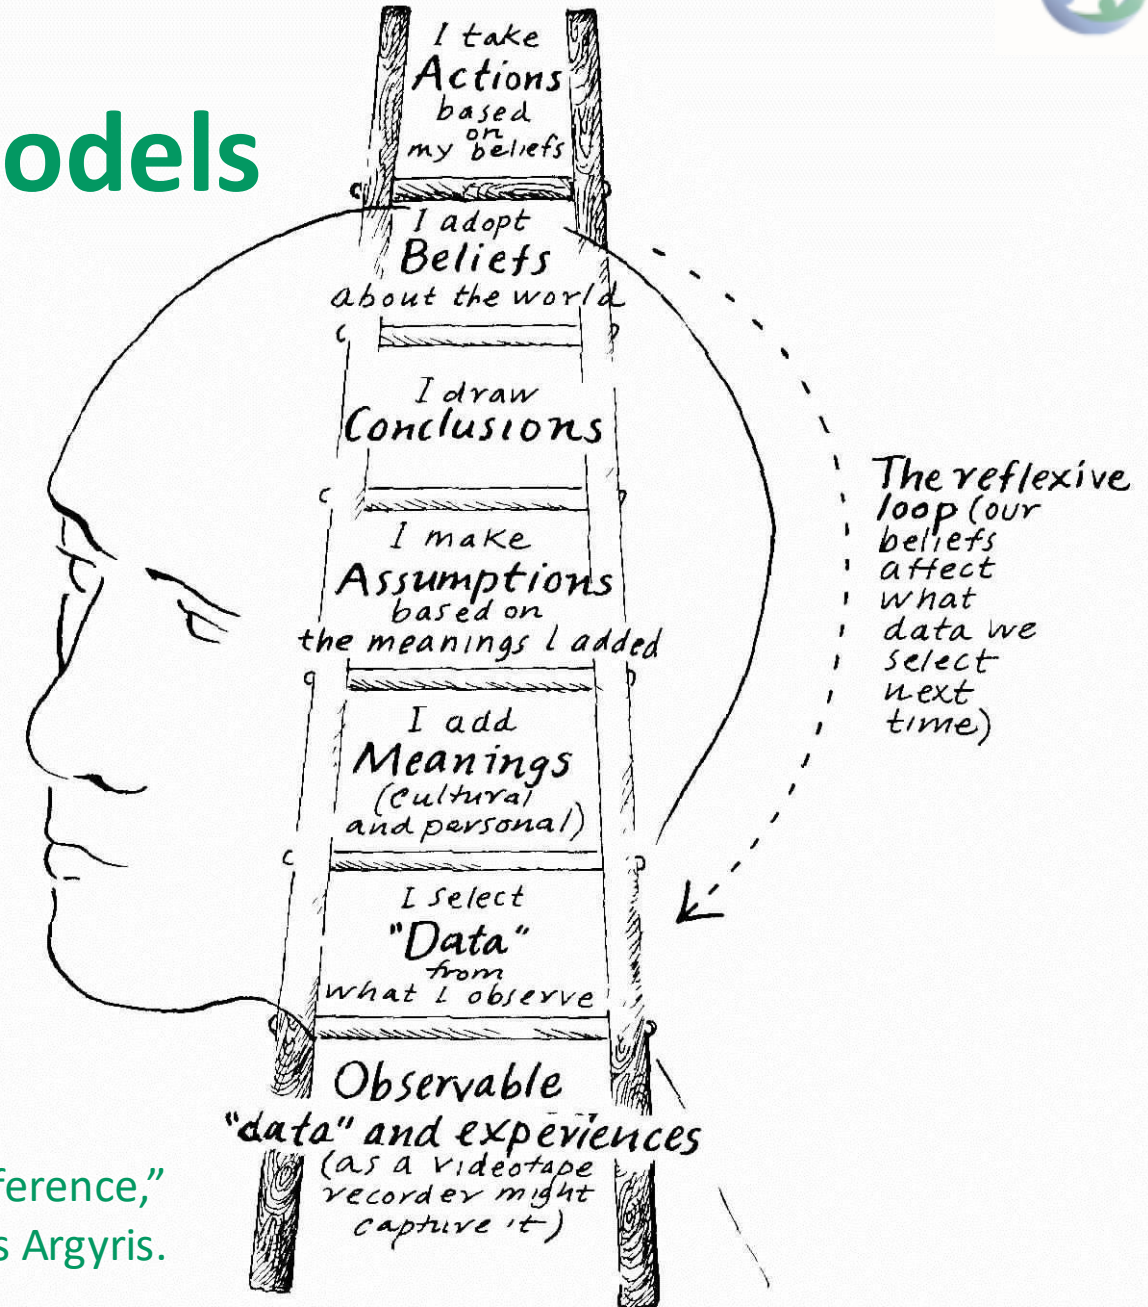 odels
I take
Actions
based
on
my beliefs
I adopt
Beliefs
about the world
I draw
Conclusions
I make
Assumptions
based on
the meanings I added
I add
Meanings
(cultural
and personal)
I select
"Data"
from
what I observe
Observable
"data" and experiences
(as a videotape
recorder might
capture it)
The reflexive
loop (our
beliefs
affect
what
data we
select
next
time)
ference,”
s Argyris.